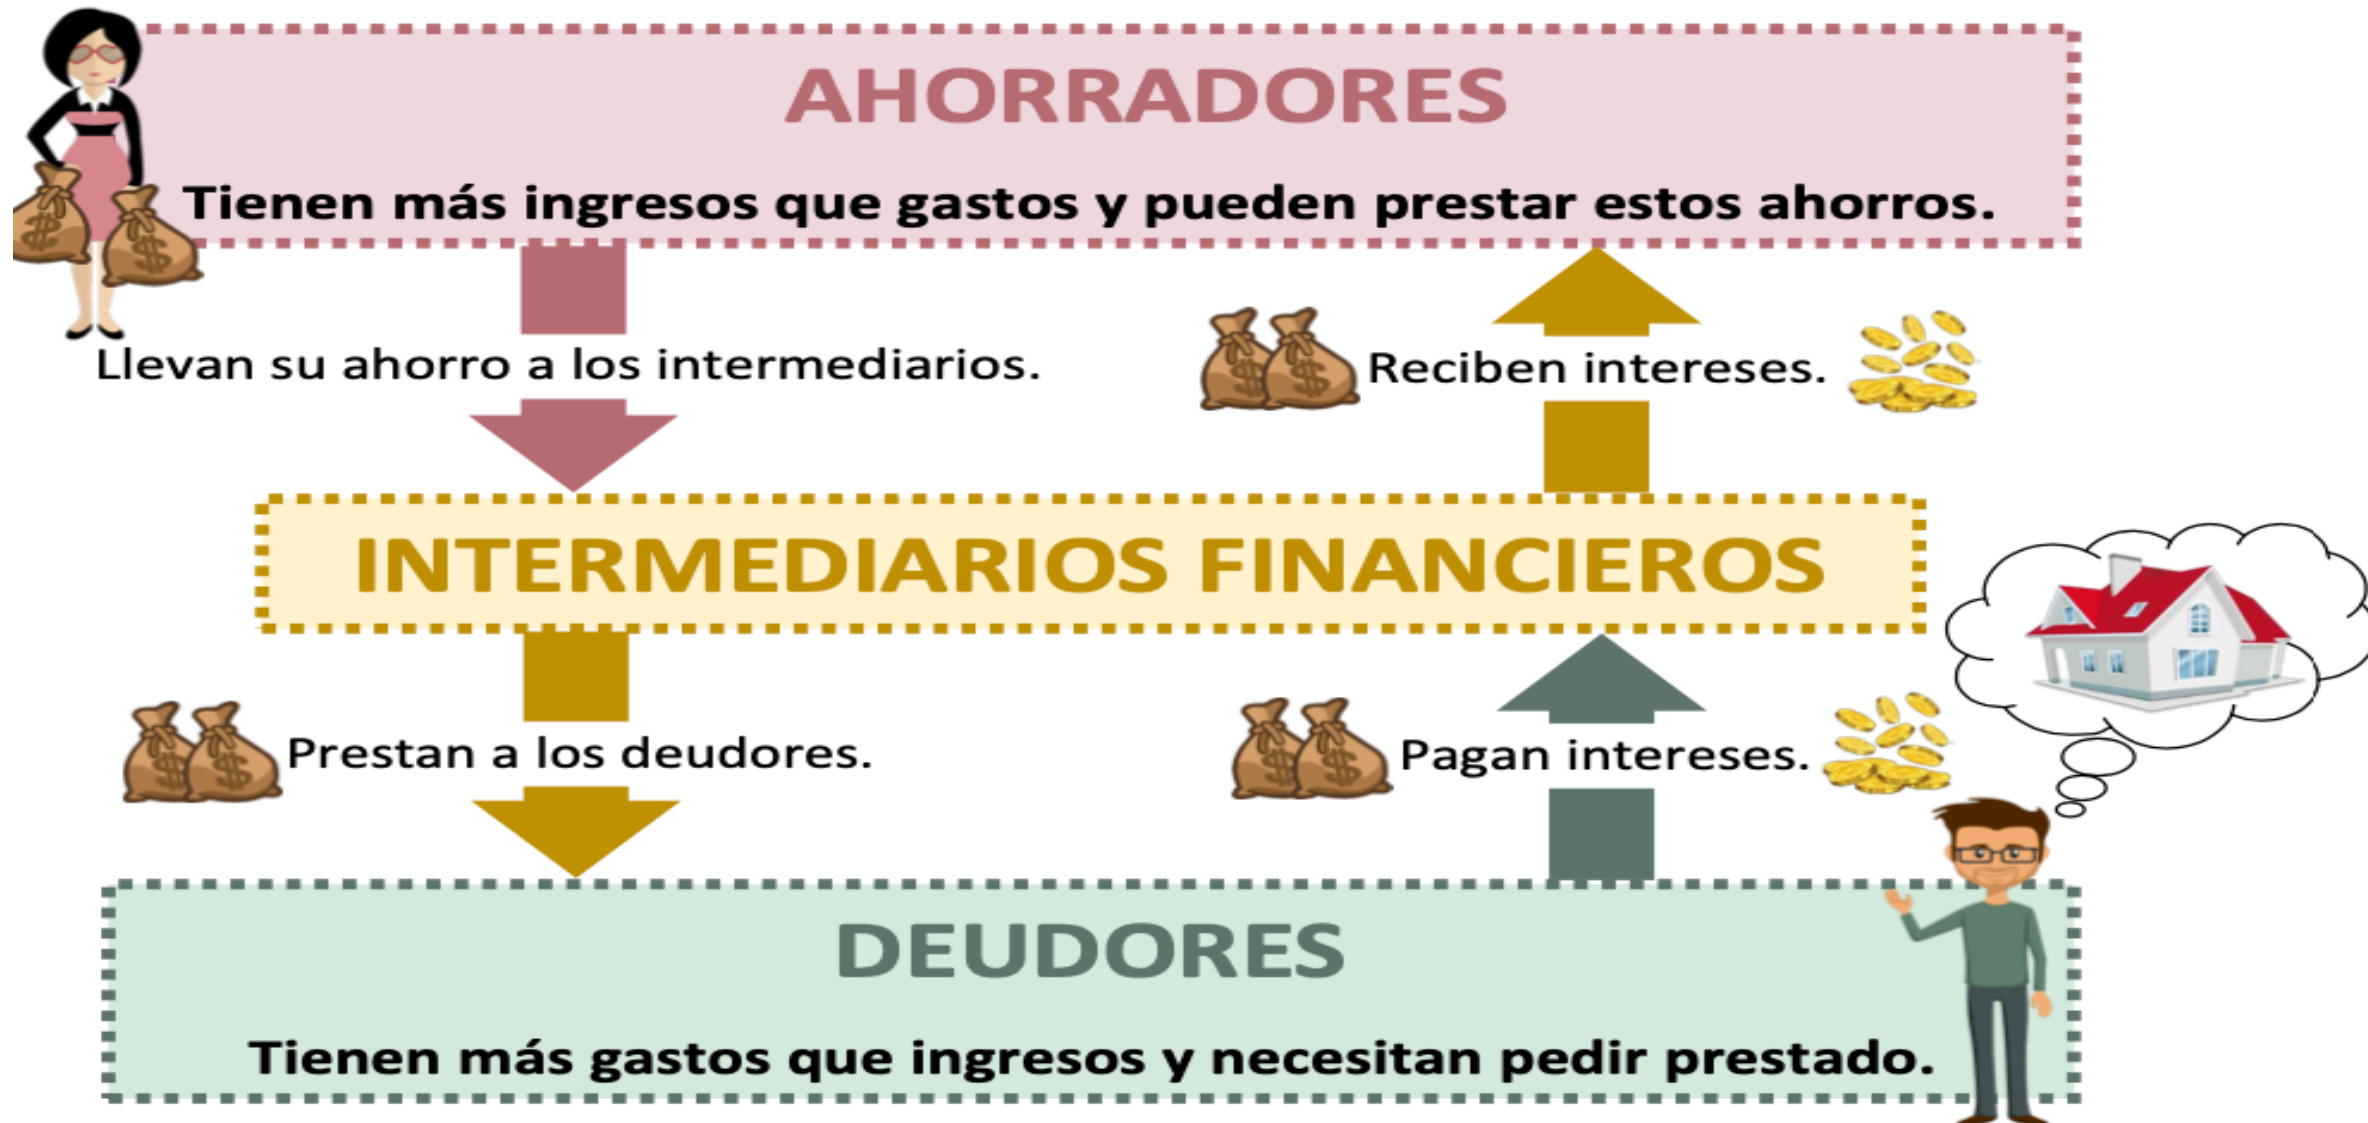 AHORRADORES
Tienen más ingresos que gastos y pueden prestar estos ahorros.
Llevan su ahorro a los intermediarios.
Reciben intereses.
INTERMEDIARIOS FINANCIEROS
Prestan a los deudores.
Pagan intereses.
DEUDORES
Tienen más gastos que ingresos y necesitan pedir prestado.